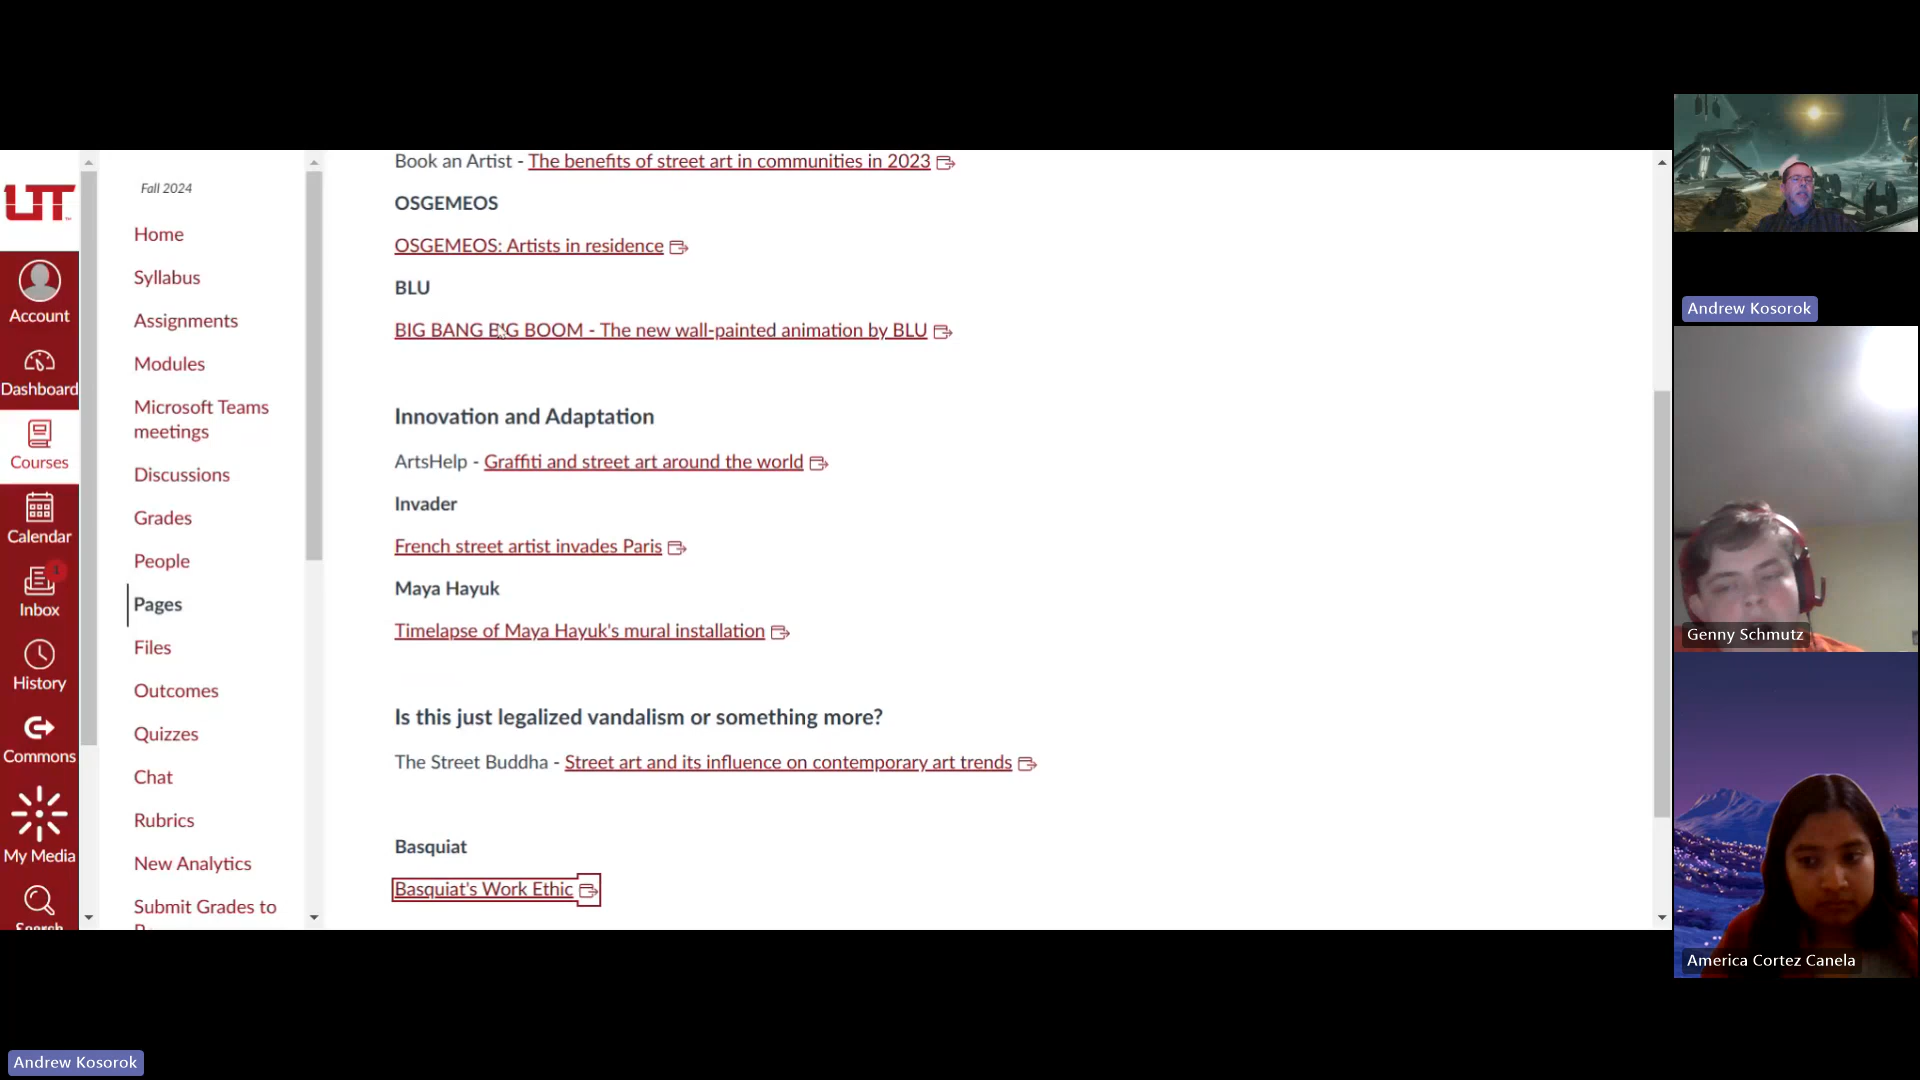 UT
Account
Dashboard
Courses
Calendar
4
Inbox
History
Commons
My Media
Search
Fall 2024
Home
Syllabus
Assignments
Modules
Microsoft Teams
meetings
Discussions
Grades
People
Pages
Files
Outcomes
Quizzes
Chat
Rubrics
New Analytics
Submit Grades to
Book an Artist - The benefits of street art in communities in 2023
OSGEMEOS
OSGEMEOS: Artists in residence
BLU
BIG BANG BIG BOOM - The new wall-painted animation by BLU
Innovation and Adaptation
ArtsHelp - Graffiti and street art around the world
Invader
French street artist invades Paris
Maya Hayuk
Timelapse of Maya Hayuk's mural installation
Is this just legalized vandalism or something more?
The Street Buddha - Street art and its influence on contemporary art trends
Basquiat
Basquiat's Work Ethic
Andrew Kosorok
Genny Schmutz
America Cortez Canela
Andrew Kosorok